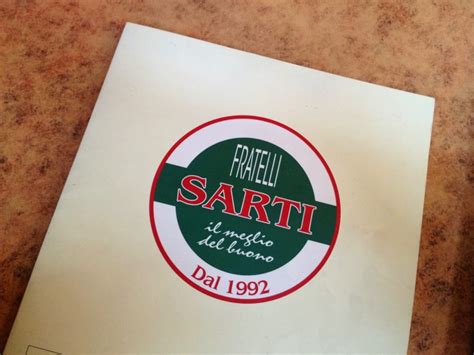 FRATELLI
SARTI
il meglio
del buono
Dal 1992